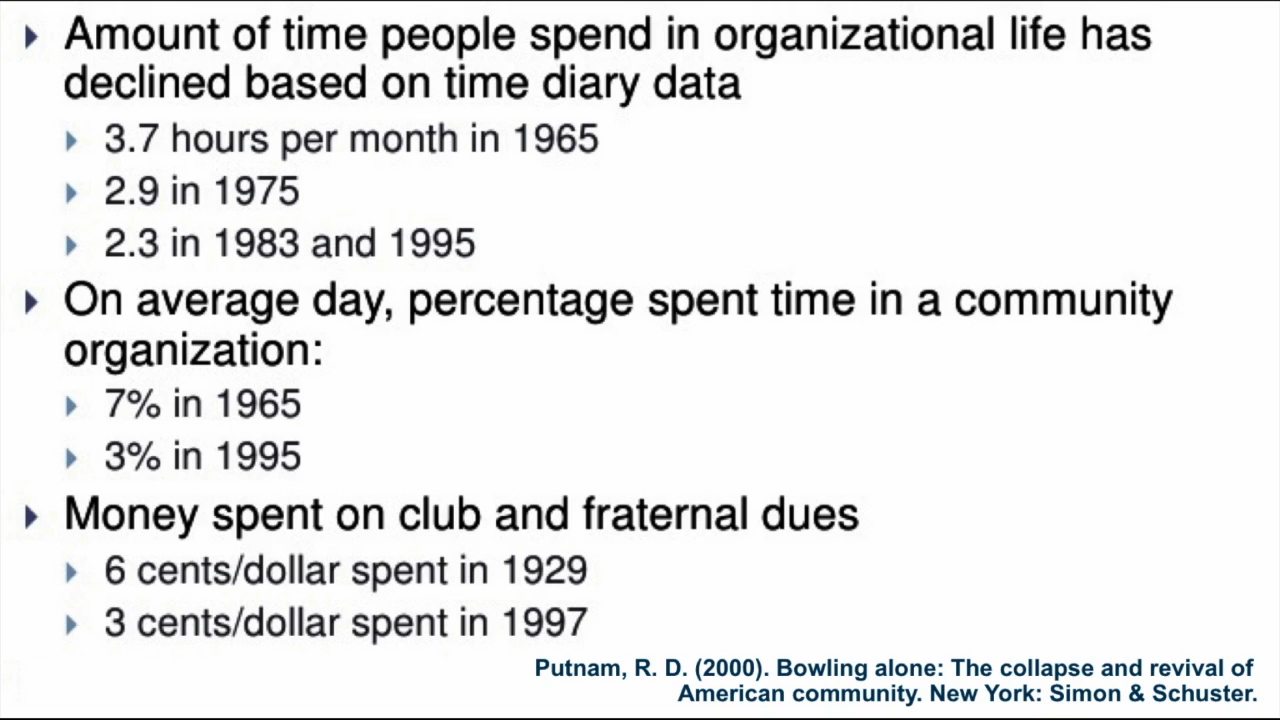 Amount of time people spend in organizational life has
declined based on time diary data
3.7 hours per month in 1965
2.9 in 1975
2.3 in 1983 and 1995
On average day, percentage spent time in a community
organization:
7% in 1965
3% in 1995
Money spent on club and fraternal dues
6 cents/dollar spent in 1929
3 cents/dollar spent in 1997
Putnam, R. D. (2000). Bowling alone: The collapse and revival of
American community. New York: Simon & Schuster.